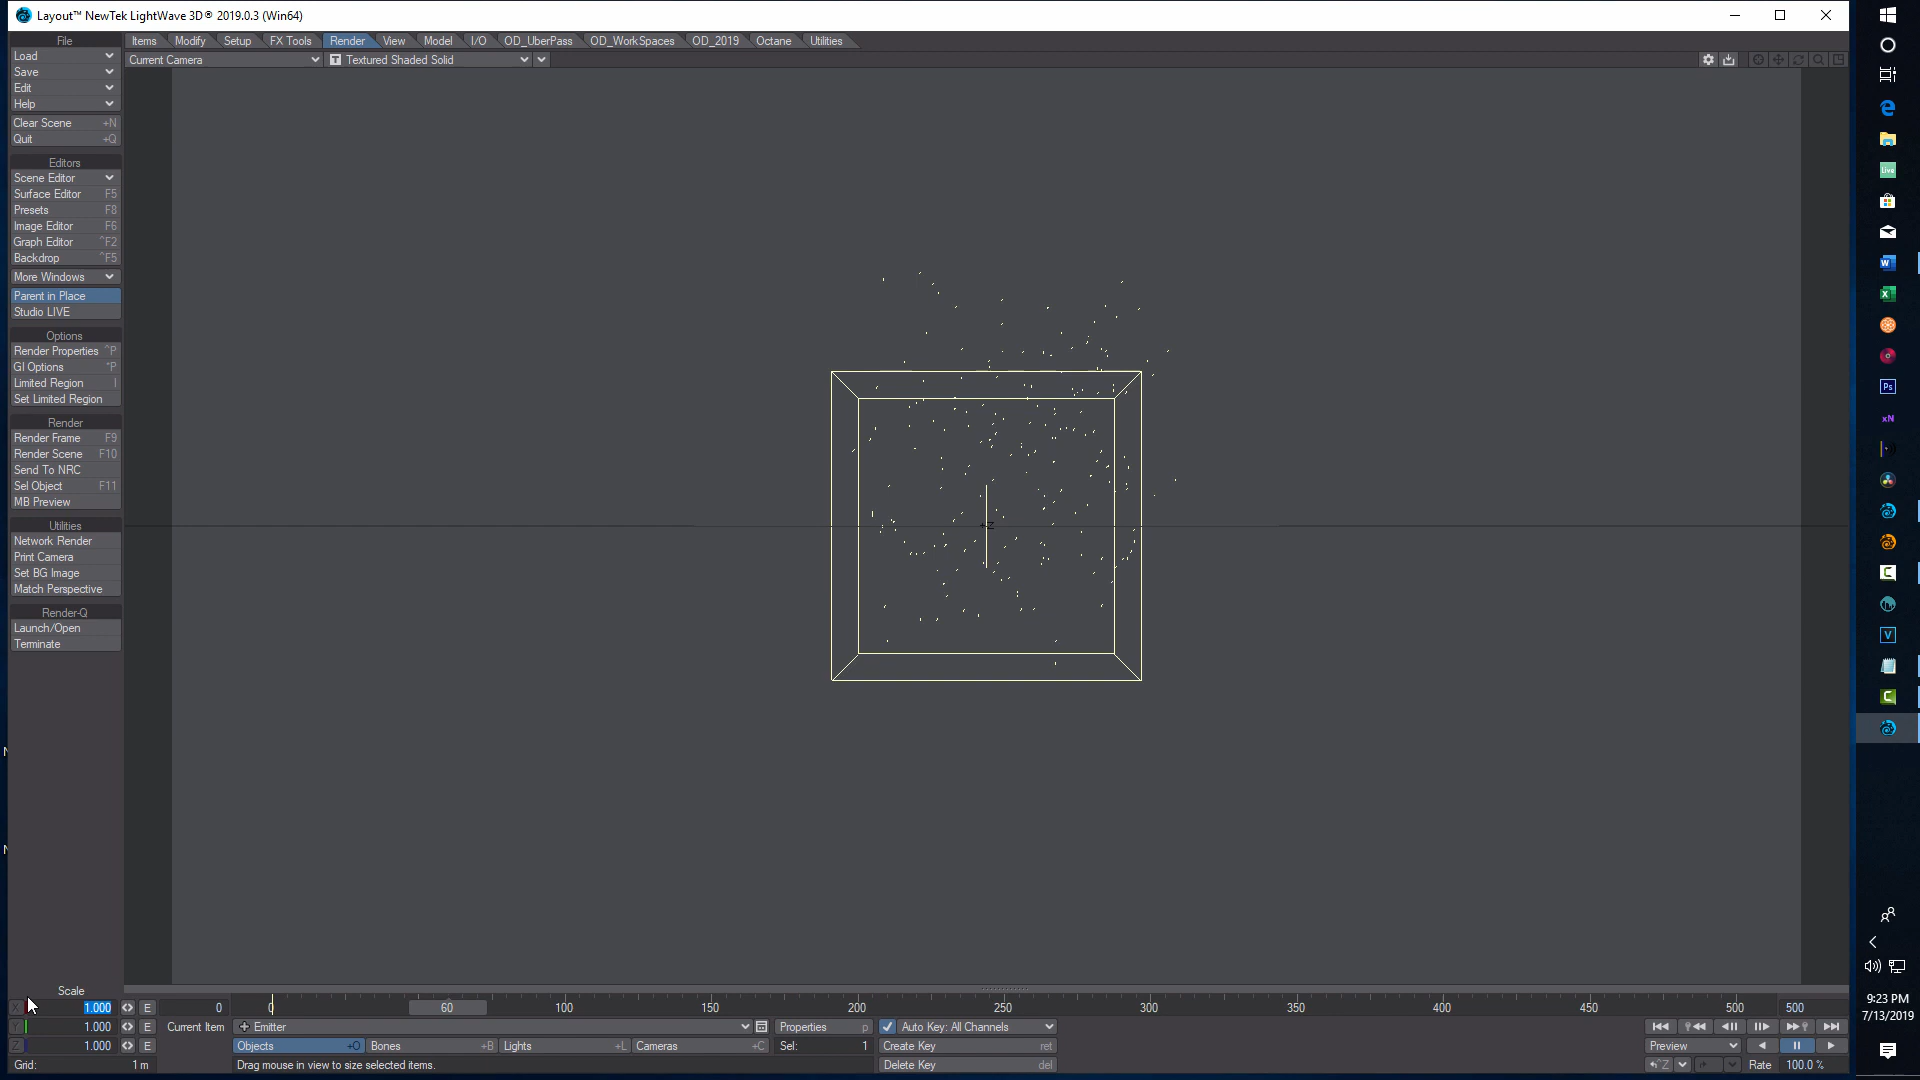 Layout™ NewTek LightWave 3D® 2019.0.3 (Win64)
File
Items Modify Setup FX Tools Render View Model I/O OD_UberPass OD_WorkSpaces OD_2019 Octane Utilities
Load
Current Camera Textured Shaded Solid
Save
Edit
Help
Clear Scene +N
Quit +Q
Editors
Scene Editor
Surface Editor F5
Presets F8
Image Editor F6
Graph Editor ^F2
Backdrop ^F5
More Windows
Parent in Place
Studio LIVE
Options
Render Properties ^P
GI Options *P
Limited Region l
Set Limited Region
Render
Render Frame F9
Render Scene F10
Send To NRC
Sel Object F11
MB Preview
Utilities
Network Render
Print Camera
Set BG Image
Match Perspective
Render-Q
Launch/Open
Terminate
+Z
Scale
X 1.000 E 0 0 60 100 150 200 250 300 350 400 450 500 500
Y 1.000 E Current Item Emitter Properties p Auto Key: All Channels
Z 1.000 E Objects +O Bones +B Lights +L Cameras +C Sel: 1 Create Key ret Preview
Grid: 1 m Drag mouse in view to size selected items. Delete Key del ^Z Rate 100.0 %
Live
Ps
xN
V
9:23 PM
7/13/2019